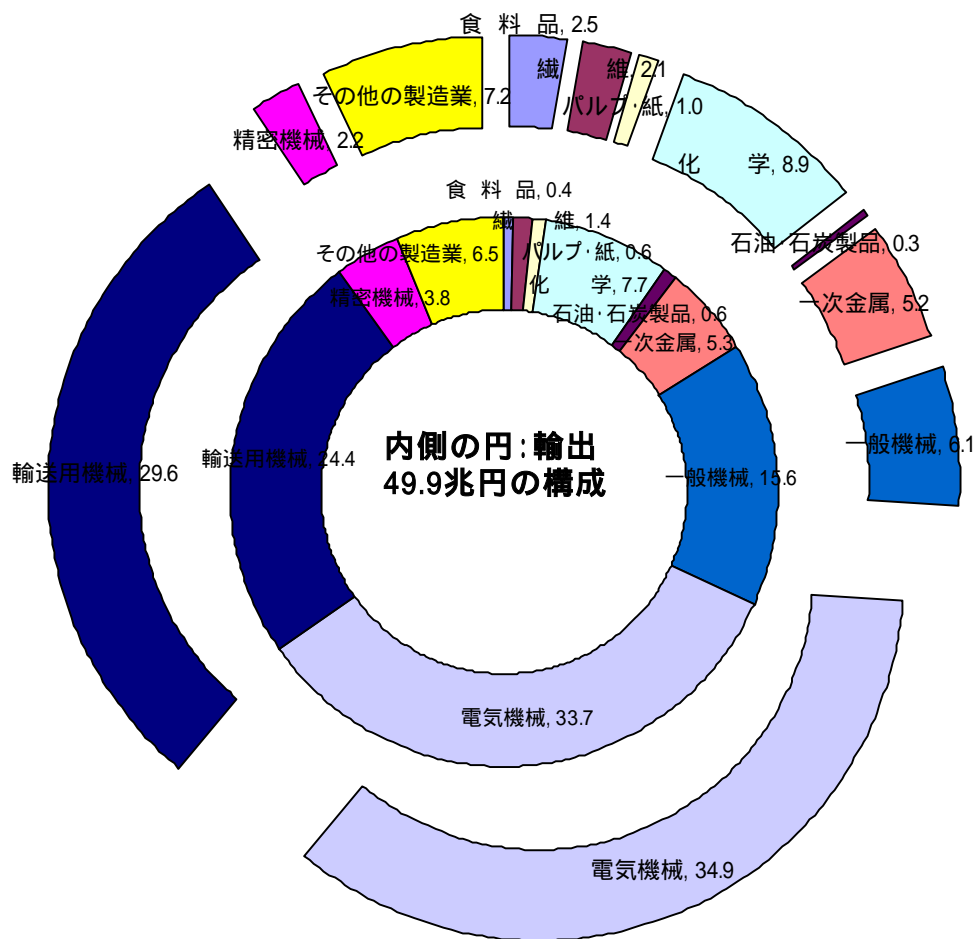 食 料 品, 2.5
繊 維, 2.1
パルプ・紙, 1.0
化 学, 8.9
石油・石炭製品, 0.3
一次金属, 5.2
一般機械, 6.1
電気機械, 34.9
輸送用機械, 29.6
精密機械, 2.2
その他の製造業, 7.2
食 料 品, 0.4
繊 維, 1.4
パルプ・紙, 0.6
化 学, 7.7
石油・石炭製品, 0.6
一次金属, 5.3
一般機械, 15.6
電気機械, 33.7
輸送用機械, 24.4
精密機械, 3.8
その他の製造業, 6.5
内側の円：輸出
49.9兆円の構成